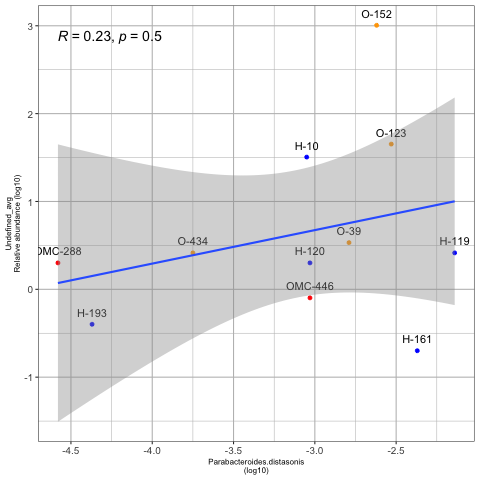 R = 0.23, p = 0.5
O-152
O-123
H-10
O-39
H-119
O-434
H-120
OMC-288
OMC-446
H-193
H-161
3
2
1
0
-1
-4.5
-4.0
-3.5
-3.0
-2.5
Undefined_avg
Relative abundance (log10)
Parabacteroides.distasonis
(log10)